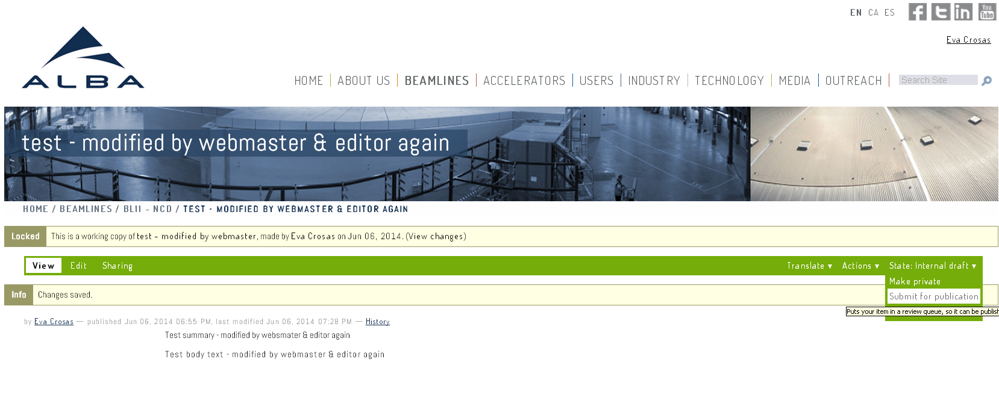 EN CA ES
You Tube
Eva Crosas
ALBA
HOME ABOUT US BEAMLINES ACCELERATORS USERS INDUSTRY TECHNOLOGY MEDIA OUTREACH Search Site
test - modified by webmaster & editor again
HOME / BEAMLINES / BL11 - NCD / TEST - MODIFIED BY WEBMASTER & EDITOR AGAIN
Locked This is a working copy of test - modified by webmaster, made by Eva Crosas on Jun 06, 2014. (View changes)
View Edit Sharing Translate ▾ Actions ▾ State: Internal draft ▾
Make private
Info Changes saved.
Submit for publication
Puts your item in a review queue, so it can be publish
by Eva Crosas — published Jun 06, 2014 06:55 PM, last modified Jun 06, 2014 07:28 PM — History
Test summary - modified by websmater & editor again
Test body text - modified by webmaster & editor again